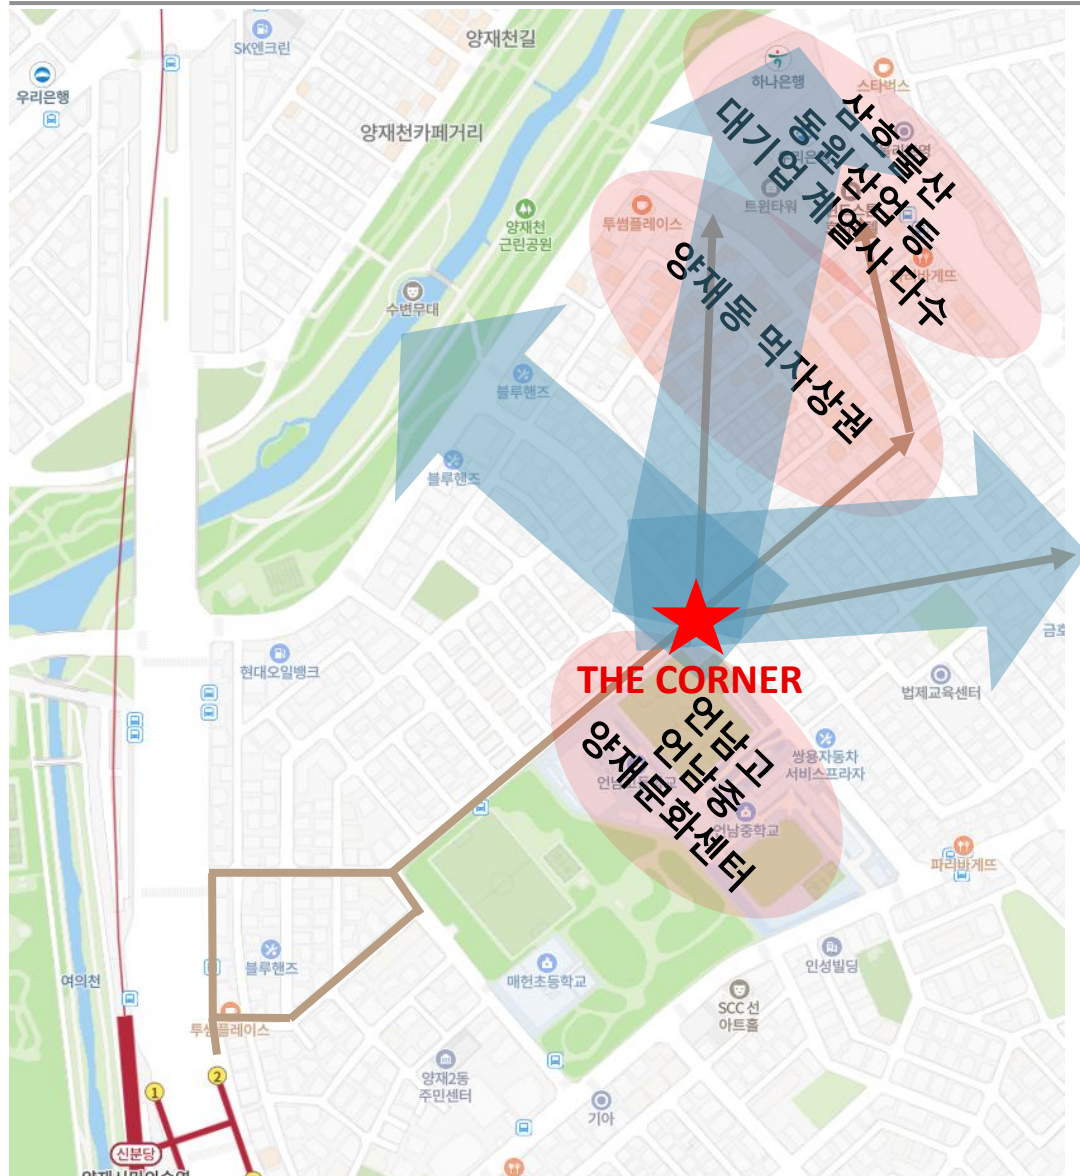 양재천길
SK엔크린
우리은행
하나은행
스타벅스
양재천카페거리
삼호물산
동원산업 등
대기업 계열사 다수
트윈타워
투썸플레이스
양재천
근린공원
파리바게뜨
양재동 먹자상권
수변무대
블루핸즈
블루핸즈
THE CORNER
현대오일뱅크
법제교육센터
언남고
언남중
양재문화센터
쌍용자동차
서비스프라자
언남중학교
파리바게뜨
블루핸즈
여의천
매헌초등학교
인성빌딩
SCC 선
아트홀
투썸플레이스
양재2동
주민센터
기아
2
1
신분당